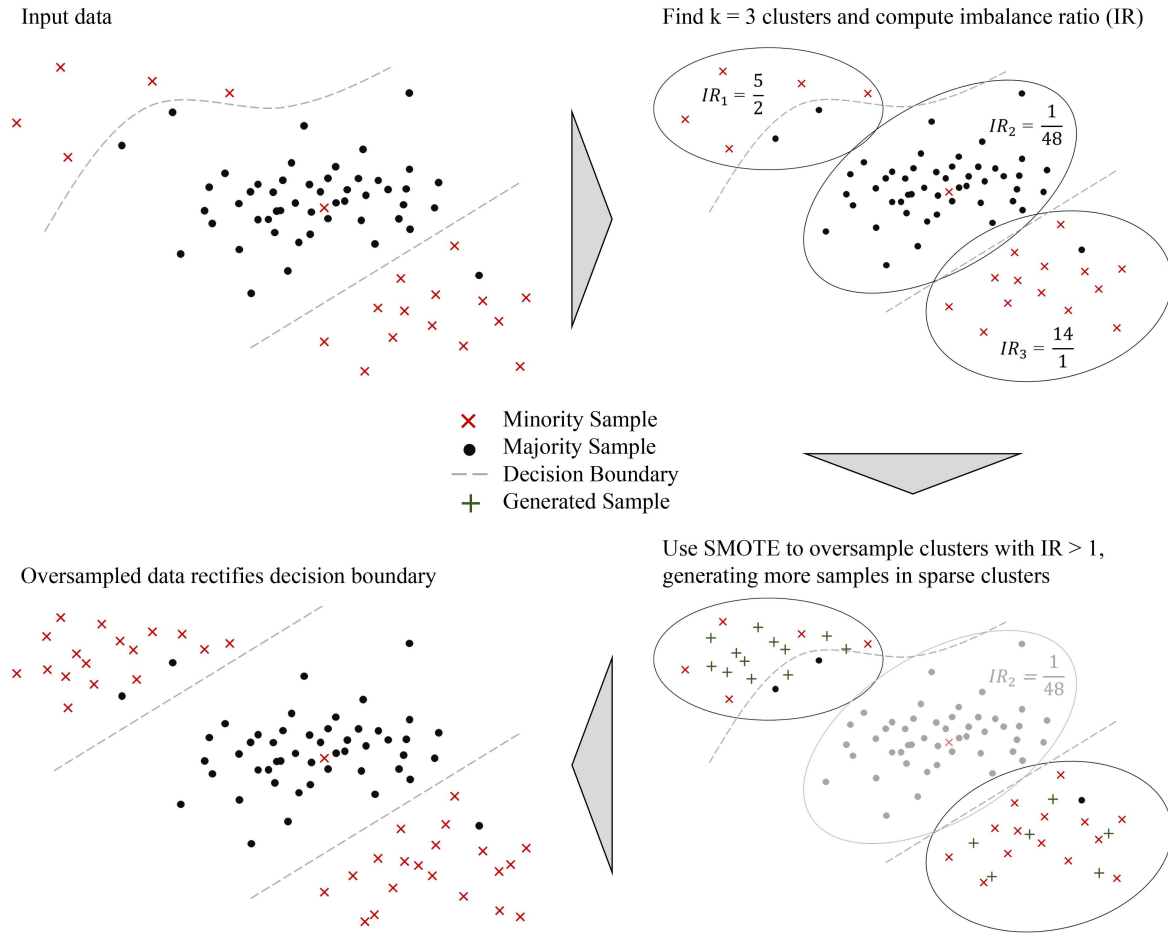 Input data
Find k = 3 clusters and compute imbalance ratio (IR)
IR₁ = 5/2
IR₂ = 1/48
IR₃ = 14/1
Minority Sample
Majority Sample
Decision Boundary
Generated Sample
Oversampled data rectifies decision boundary
Use SMOTE to oversample clusters with IR > 1,
generating more samples in sparse clusters
IR₂ = 1/48